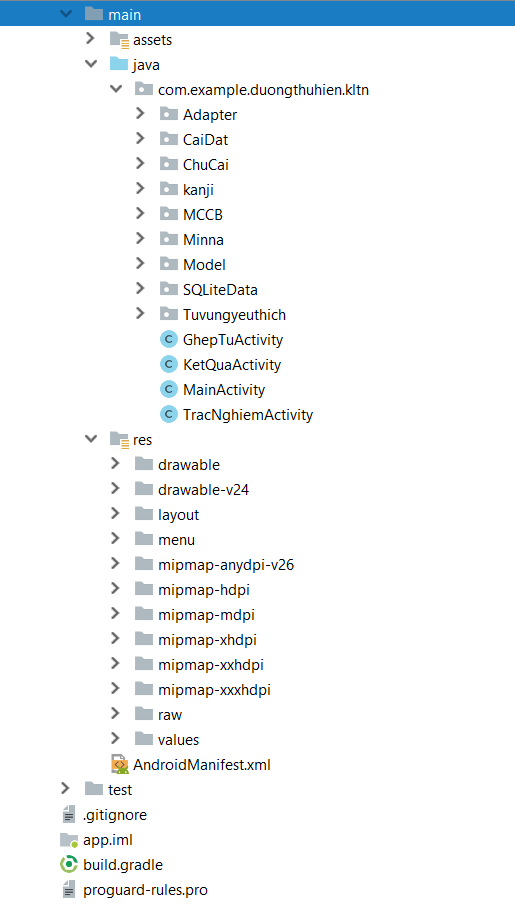 main
assets
java
com.example.duongthuhien.kltn
Adapter
CaiDat
ChuCai
kanji
MCCB
Minna
Model
SQLiteData
Tuvungyeuthich
GhepTuActivity
KetQuaActivity
MainActivity
TracNghiemActivity
res
drawable
drawable-v24
layout
menu
mipmap-anydpi-v26
mipmap-hdpi
mipmap-mdpi
mipmap-xhdpi
mipmap-xxhdpi
mipmap-xxxhdpi
raw
values
AndroidManifest.xml
test
.gitignore
app.iml
build.gradle
proguard-rules.pro